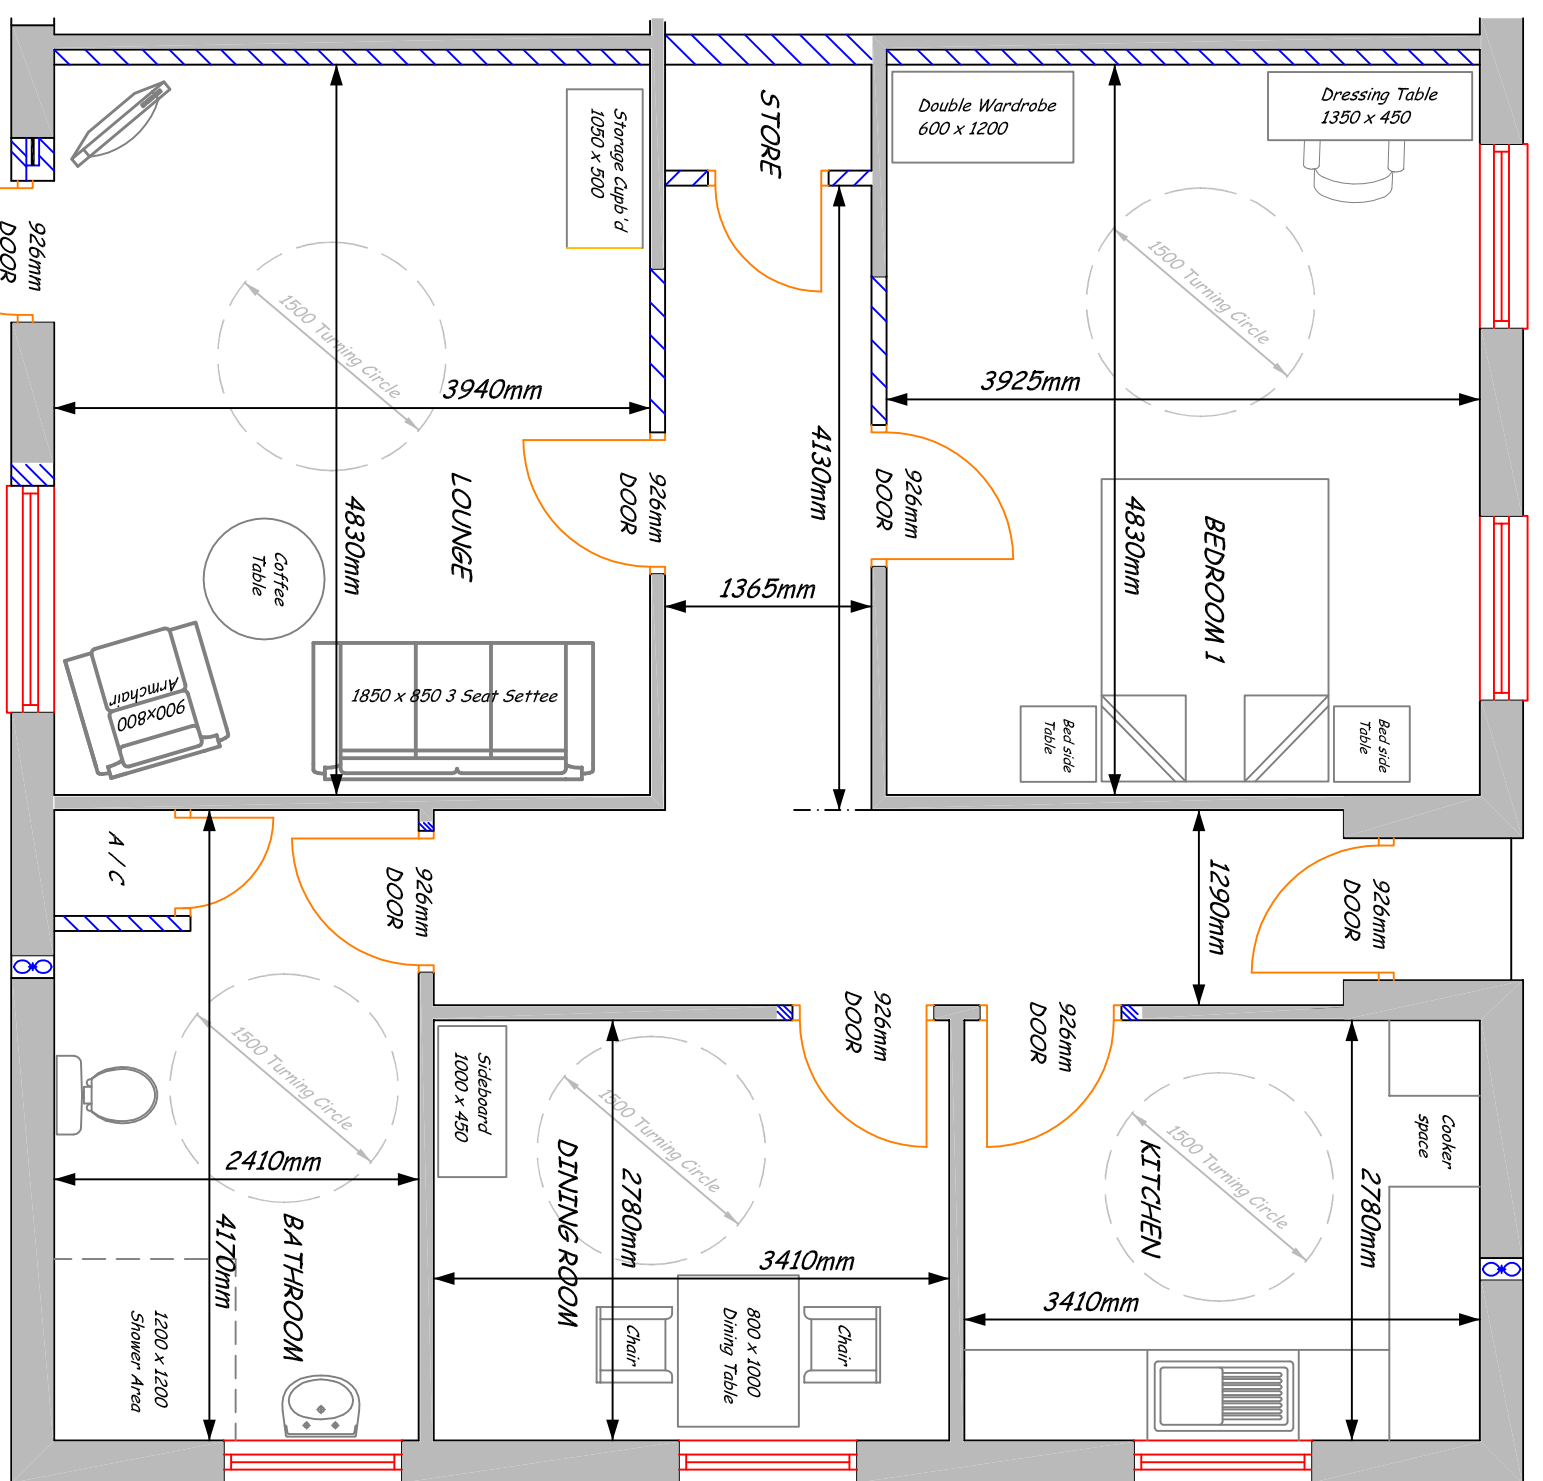 STORE
Double Wardrobe
600 x 1200
Dressing Table
1350 x 450
Storage Cupb'd
1050 x 500
926mm
DOOR
1500 Turning Circle
1500 Turning Circle
3940mm
3925mm
LOUNGE
4830mm
926mm
DOOR
4130mm
926mm
DOOR
4830mm
BEDROOM 1
Coffee
Table
1365mm
900x800
Armchair
1850 x 850 3 Seat Settee
Bed side
Table
Bed side
Table
A/C
926mm
DOOR
1290mm
926mm
DOOR
926mm
DOOR
926mm
DOOR
1500 Turning Circle
Sideboard
1000 x 450
1500 Turning Circle
1500 Turning Circle
Cooker
space
2410mm
DINING ROOM
2780mm
KITCHEN
2780mm
4170mm
BATHROOM
3410mm
3410mm
1200 x 1200
Shower Area
Chair
800 x 1000
Dining Table
Chair